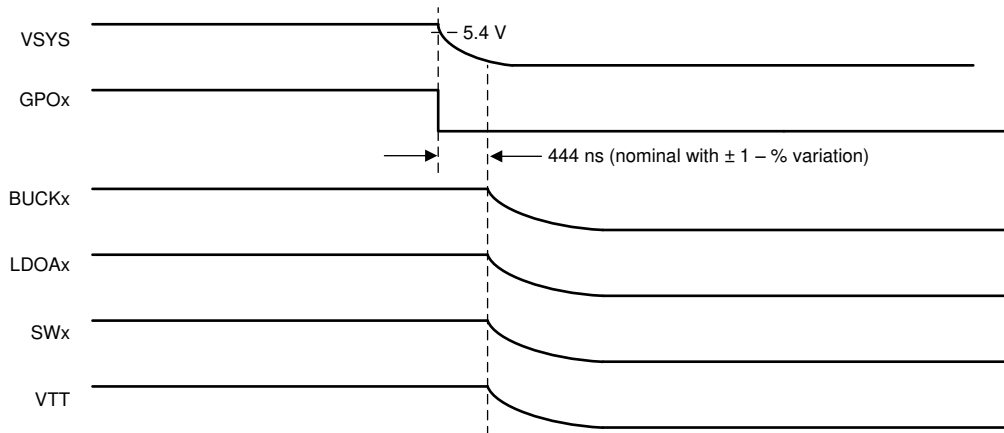 VSYS
5.4 V
GPOx
444 ns (nominal with ± 1 – % variation)
BUCKx
LDOAx
SWx
VTT